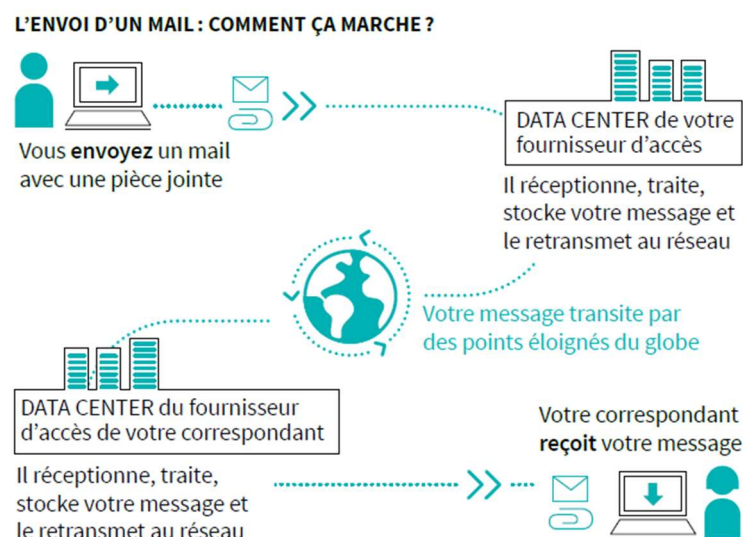 L'ENVOI D'UN MAIL : COMMENT ÇA MARCHE ?
Vous envoyez un mail
avec une pièce jointe
DATA CENTER de votre
fournisseur d'accès
Il réceptionne, traite,
stocke votre message et
le retransmet au réseau
Votre message transite par
des points éloignés du globe
DATA CENTER du fournisseur
d'accès de votre correspondant
Il réceptionne, traite,
stocke votre message et
le retransmet au réseau
Votre correspondant
reçoit votre message